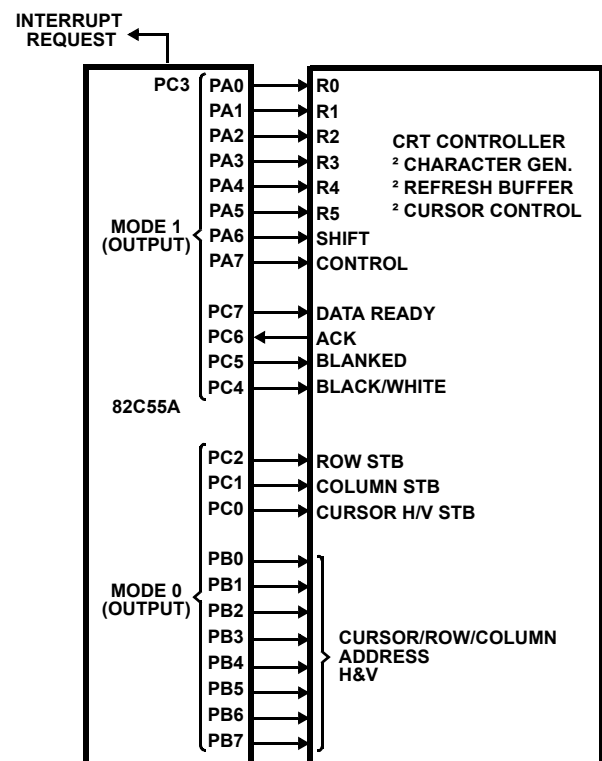 INTERRUPT
REQUEST
PC3 PA0 R0
PA1 R1
PA2 R2
PA3 R3
PA4 R4
PA5 R5
PA6 SHIFT
PA7 CONTROL
CRT CONTROLLER
² CHARACTER GEN.
² REFRESH BUFFER
² CURSOR CONTROL
MODE 1
(OUTPUT)
PC7 DATA READY
PC6 ACK
PC5 BLANKED
PC4 BLACK/WHITE
82C55A
PC2 ROW STB
PC1 COLUMN STB
PC0 CURSOR H/V STB
MODE 0
(OUTPUT)
PB0
PB1
PB2
PB3
PB4
PB5
PB6
PB7
CURSOR/ROW/COLUMN
ADDRESS
H&V